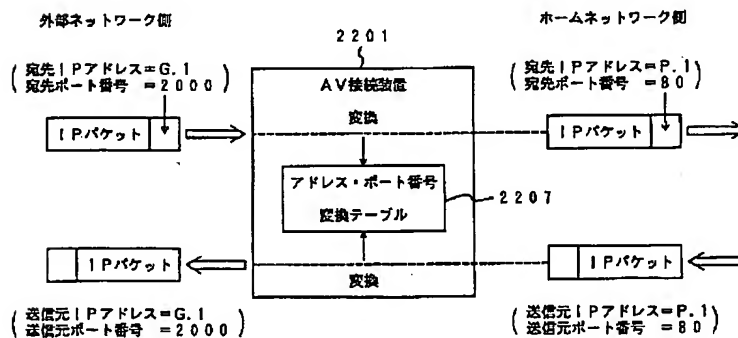 外部ネットワーク側
ホームネットワーク側
2201
(宛先IPアドレス=G.1
宛先ポート番号 =2000)
(宛先IPアドレス=P.1
宛先ポート番号 =80)
AV接続装置
変換
IPパケット
IPパケット
アドレス・ポート番号
変換テーブル
2207
IPパケット
IPパケット
変換
(送信元IPアドレス=G.1
送信元ポート番号 =2000)
(送信元IPアドレス=P.1
送信元ポート番号 =80)